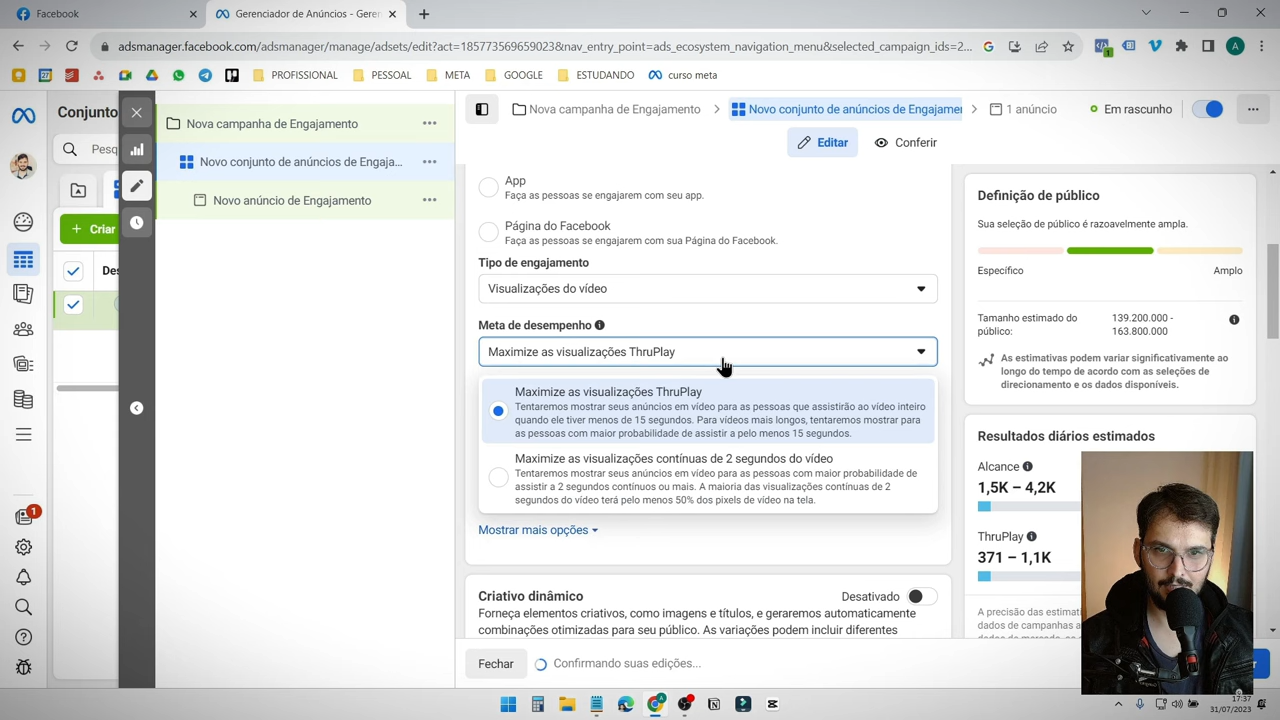 Facebook
Gerenciador de Anúncios - Geren
adsmanager.facebook.com/adsmanager/manage/adsets/edit?act=1857735696590238&nav_entry_point=ads_ecosystem_navigation_menu&selected_campaign_ids=2...
PROFISSIONAL
PESSOAL
META
GOOGLE
ESTUDANDO
curso meta
Conjunto
Pesq
+ Criar
Des
Nova campanha de Engajamento
Novo conjunto de anúncios de Engaja...
Novo anúncio de Engajamento
Nova campanha de Engajamento
Novo conjunto de anúncios de Engajamen
1 anúncio
Em rascunho
Editar
Conferir
App
Faça as pessoas se engajarem com seu app.
Página do Facebook
Faça as pessoas se engajarem com sua Página do Facebook.
Tipo de engajamento
Visualizações do vídeo
Meta de desempenho
Maximize as visualizações ThruPlay
Maximize as visualizações ThruPlay
Tentaremos mostrar seus anúncios em vídeo para as pessoas que assistirão ao vídeo inteiro
quando ele tiver menos de 15 segundos. Para vídeos mais longos, tentaremos mostrar para
as pessoas com maior probabilidade de assistir a pelo menos 15 segundos.
Maximize as visualizações contínuas de 2 segundos do vídeo
Tentaremos mostrar seus anúncios em vídeo para as pessoas com maior probabilidade de
assistir a 2 segundos contínuos ou mais. A maioria das visualizações contínuas de 2
segundos do vídeo terá pelo menos 50% dos pixels de vídeo na tela.
Mostrar mais opções
Criativo dinâmico
Desativado
Forneça elementos criativos, como imagens e títulos, e geraremos automaticamente
combinações otimizadas para seu público. As variações podem incluir diferentes
Fechar
Confirmando suas edições...
Definição de público
Sua seleção de público é razoavelmente ampla.
Específico
Amplo
Tamanho estimado do
público:
139.200.000 -
163.800.000
As estimativas podem variar significativamente ao
longo do tempo de acordo com as seleções de
direcionamento e os dados disponíveis.
Resultados diários estimados
Alcance
1,5K – 4,2K
ThruPlay
371 – 1,1K
A precisão das estimati
dados de campanhas a
1
17:37
31/07/2023